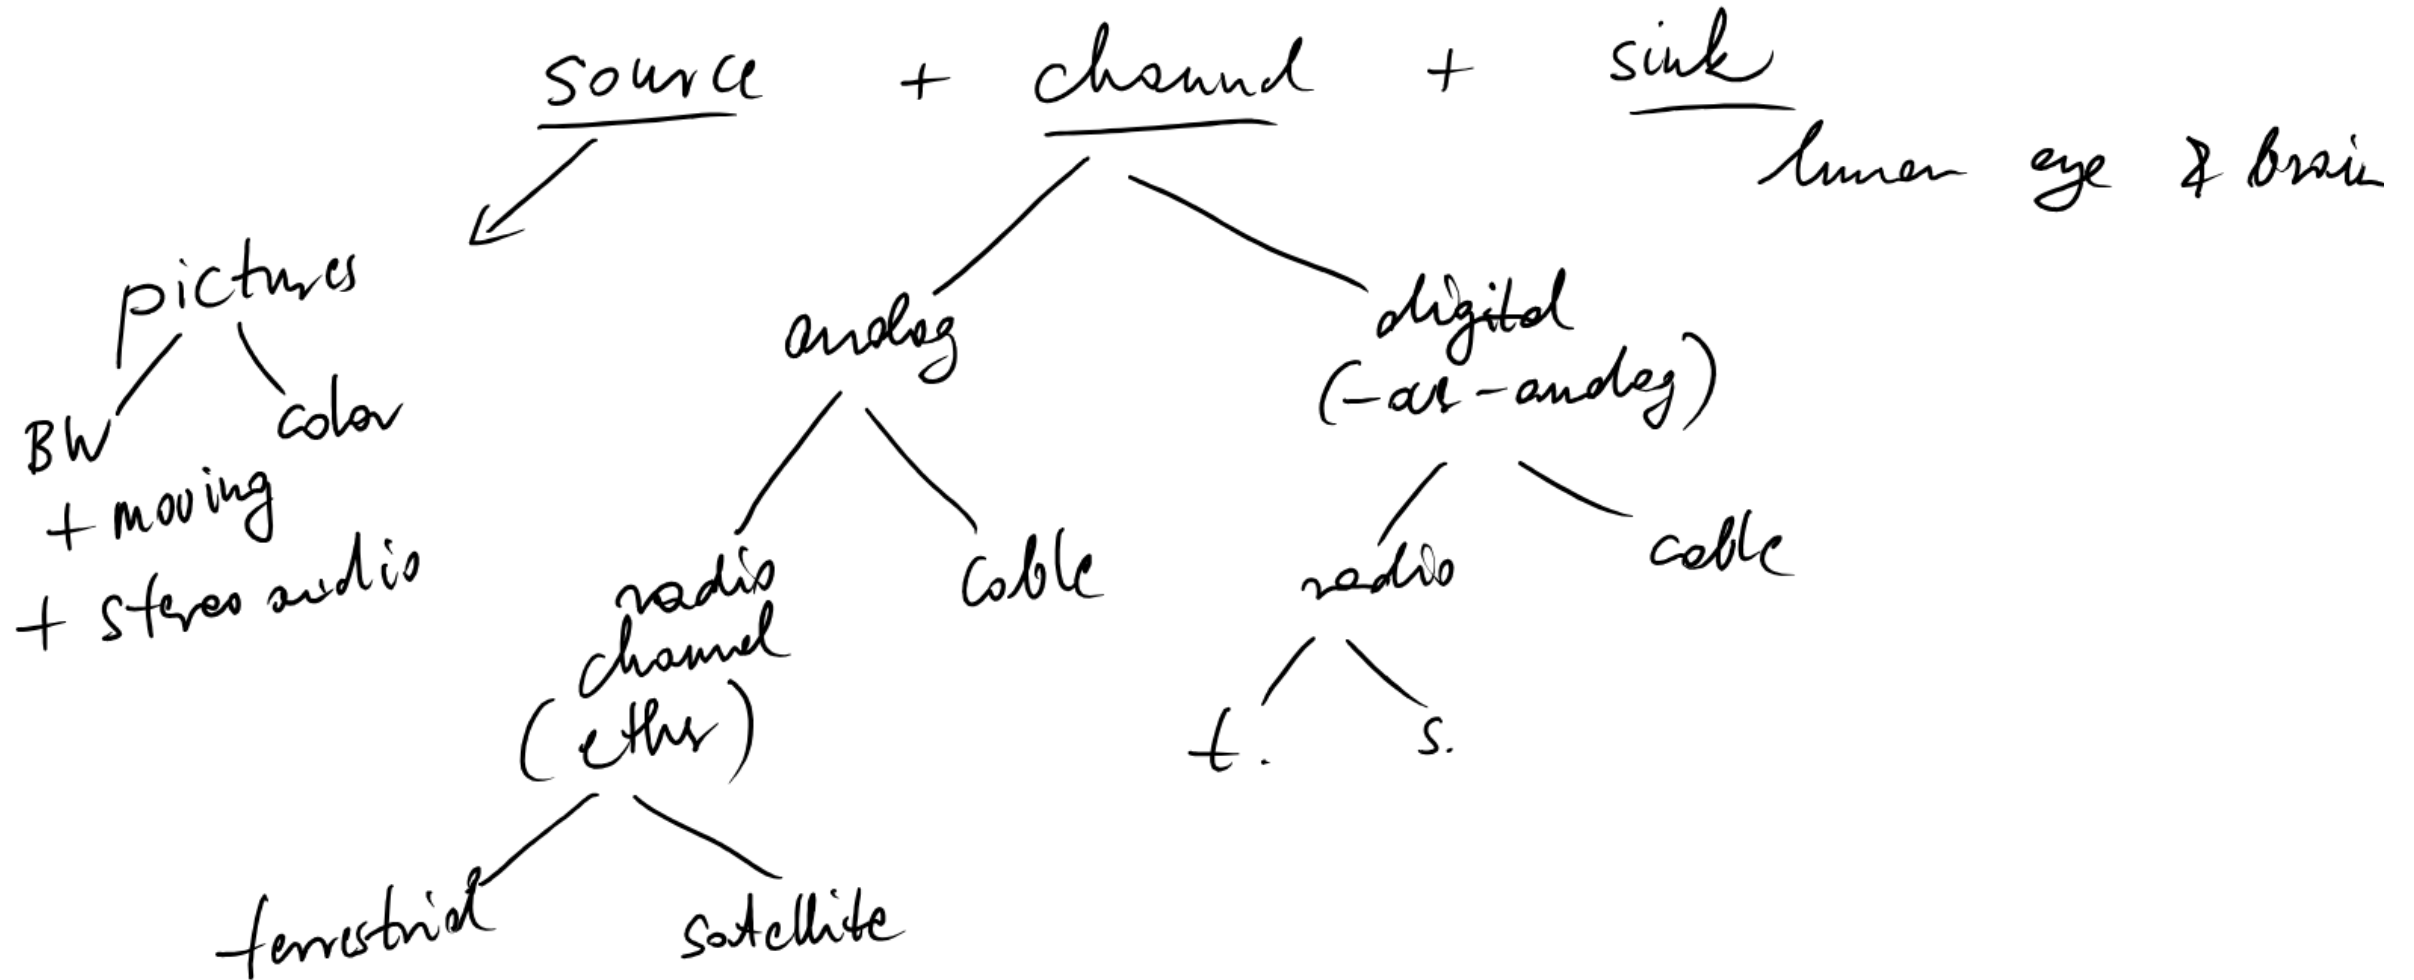 source + channel + sink
human eye & brain
pictures
analog
digital
(-as-analog)
BW
color
+ moving
+ stereo audio
radio
channel
(ether)
cable
radio
cable
t.
s.
terrestrial
satellite